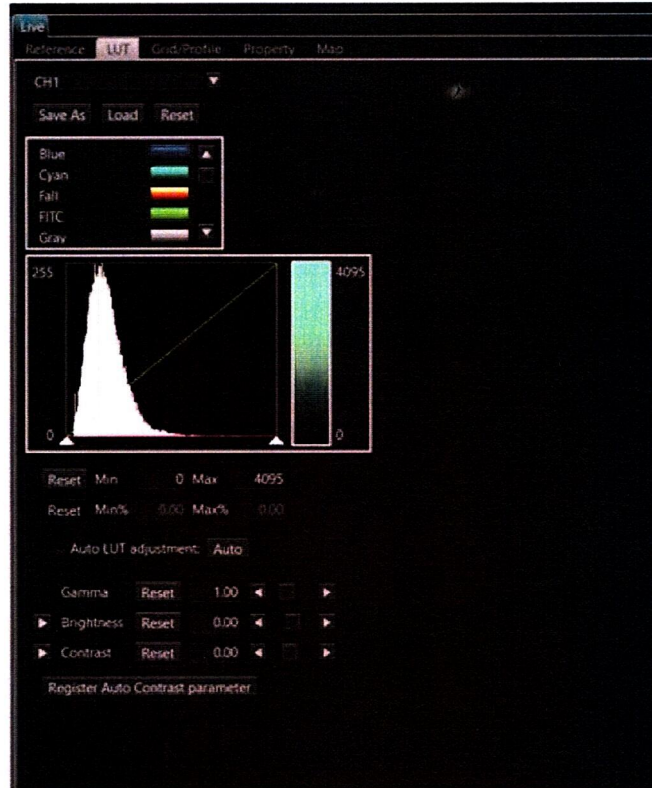 Live
Reference LUT Grid/Profile Property Map
CH1
Save As Load Reset
Blue
Cyan
Fall
FITC
Gray
255 4095
0 0
Reset Min 0 Max 4095
Reset Min% 0.00 Max% 0.00
Auto LUT adjustment: Auto
Gamma Reset 1.00
Brightness Reset 0.00
Contrast Reset 0.00
Register Auto Contrast parameter